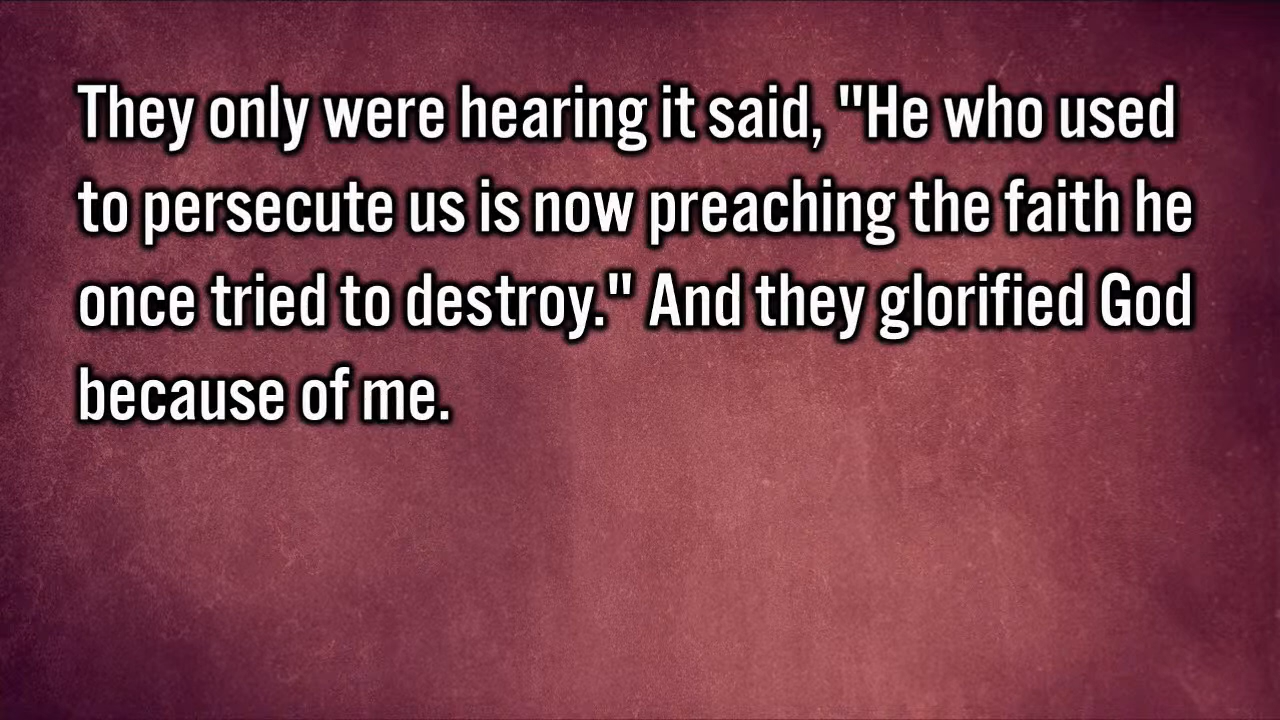 They only were hearing it said, "He who used
to persecute us is now preaching the faith he
once tried to destroy." And they glorified God
because of me.